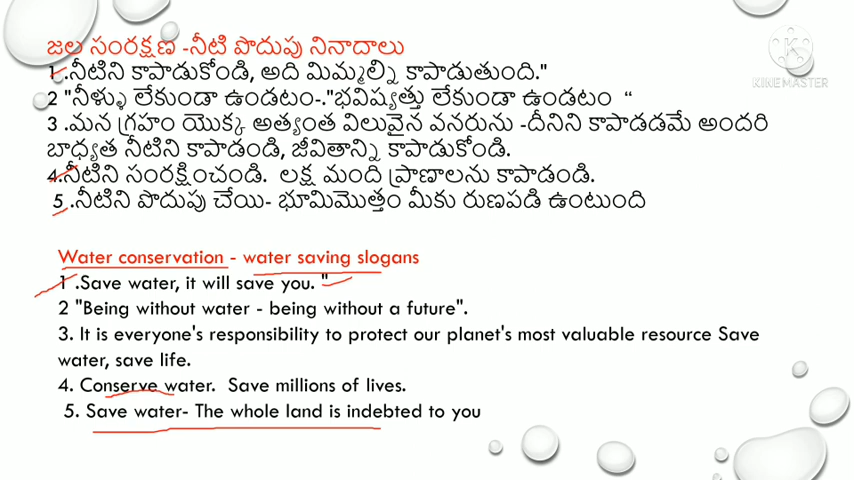 జల సంరక్షణ -నీటి పొదుపు నినాదాలు
1 .నీటిని కాపాడుకోండి, అది మిమ్మల్ని కాపాడుతుంది."
2 "నీళ్ళు లేకుండా ఉండటం-."భవిష్యత్తు లేకుండా ఉండటం “
3 .మన గ్రహం యొక్క అత్యంత విలువైన వనరును -దీనిని కాపాడడమే అందరి
బాధ్యత నీటిని కాపాడండి, జీవితాన్ని కాపాడుకోండి.
4.నీటిని సంరక్షించండి. లక్ష మంది ప్రాణాలను కాపాడండి.
5 .నీటిని పొదుపు చేయి- భూమిమొత్తం మీకు రుణపడి ఉంటుంది
KINEMASTER
Water conservation - water saving slogans
1 .Save water, it will save you. "
2 "Being without water - being without a future".
3. It is everyone's responsibility to protect our planet's most valuable resource Save
water, save life.
4. Conserve water. Save millions of lives.
5. Save water- The whole land is indebted to you